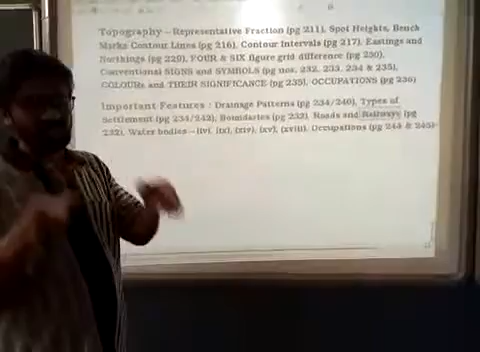 Topography – Representative Fraction (pg 211), Spot Heights, Bench
Marks Contour Lines (pg 216), Contour Intervals (pg 217), Eastings and
Northings (pg 220), FOUR & SIX figure grid difference (pg 230),
Conventional SIGNS and SYMBOLS (pg nos, 232, 233, 234 & 235),
COLOURs and THEIR SIGNIFICANCE (pg 235), OCCUPATIONS (pg 236)
Important Features : Drainage Patterns (pg 234/240), Types of
Settlement (pg 234/242), Boundaries (pg 232), Roads and Railways (pg
232), Water bodies – (iv), (ix), (xiv), (xv), (xviii), Occupations (pg 244 & 245)